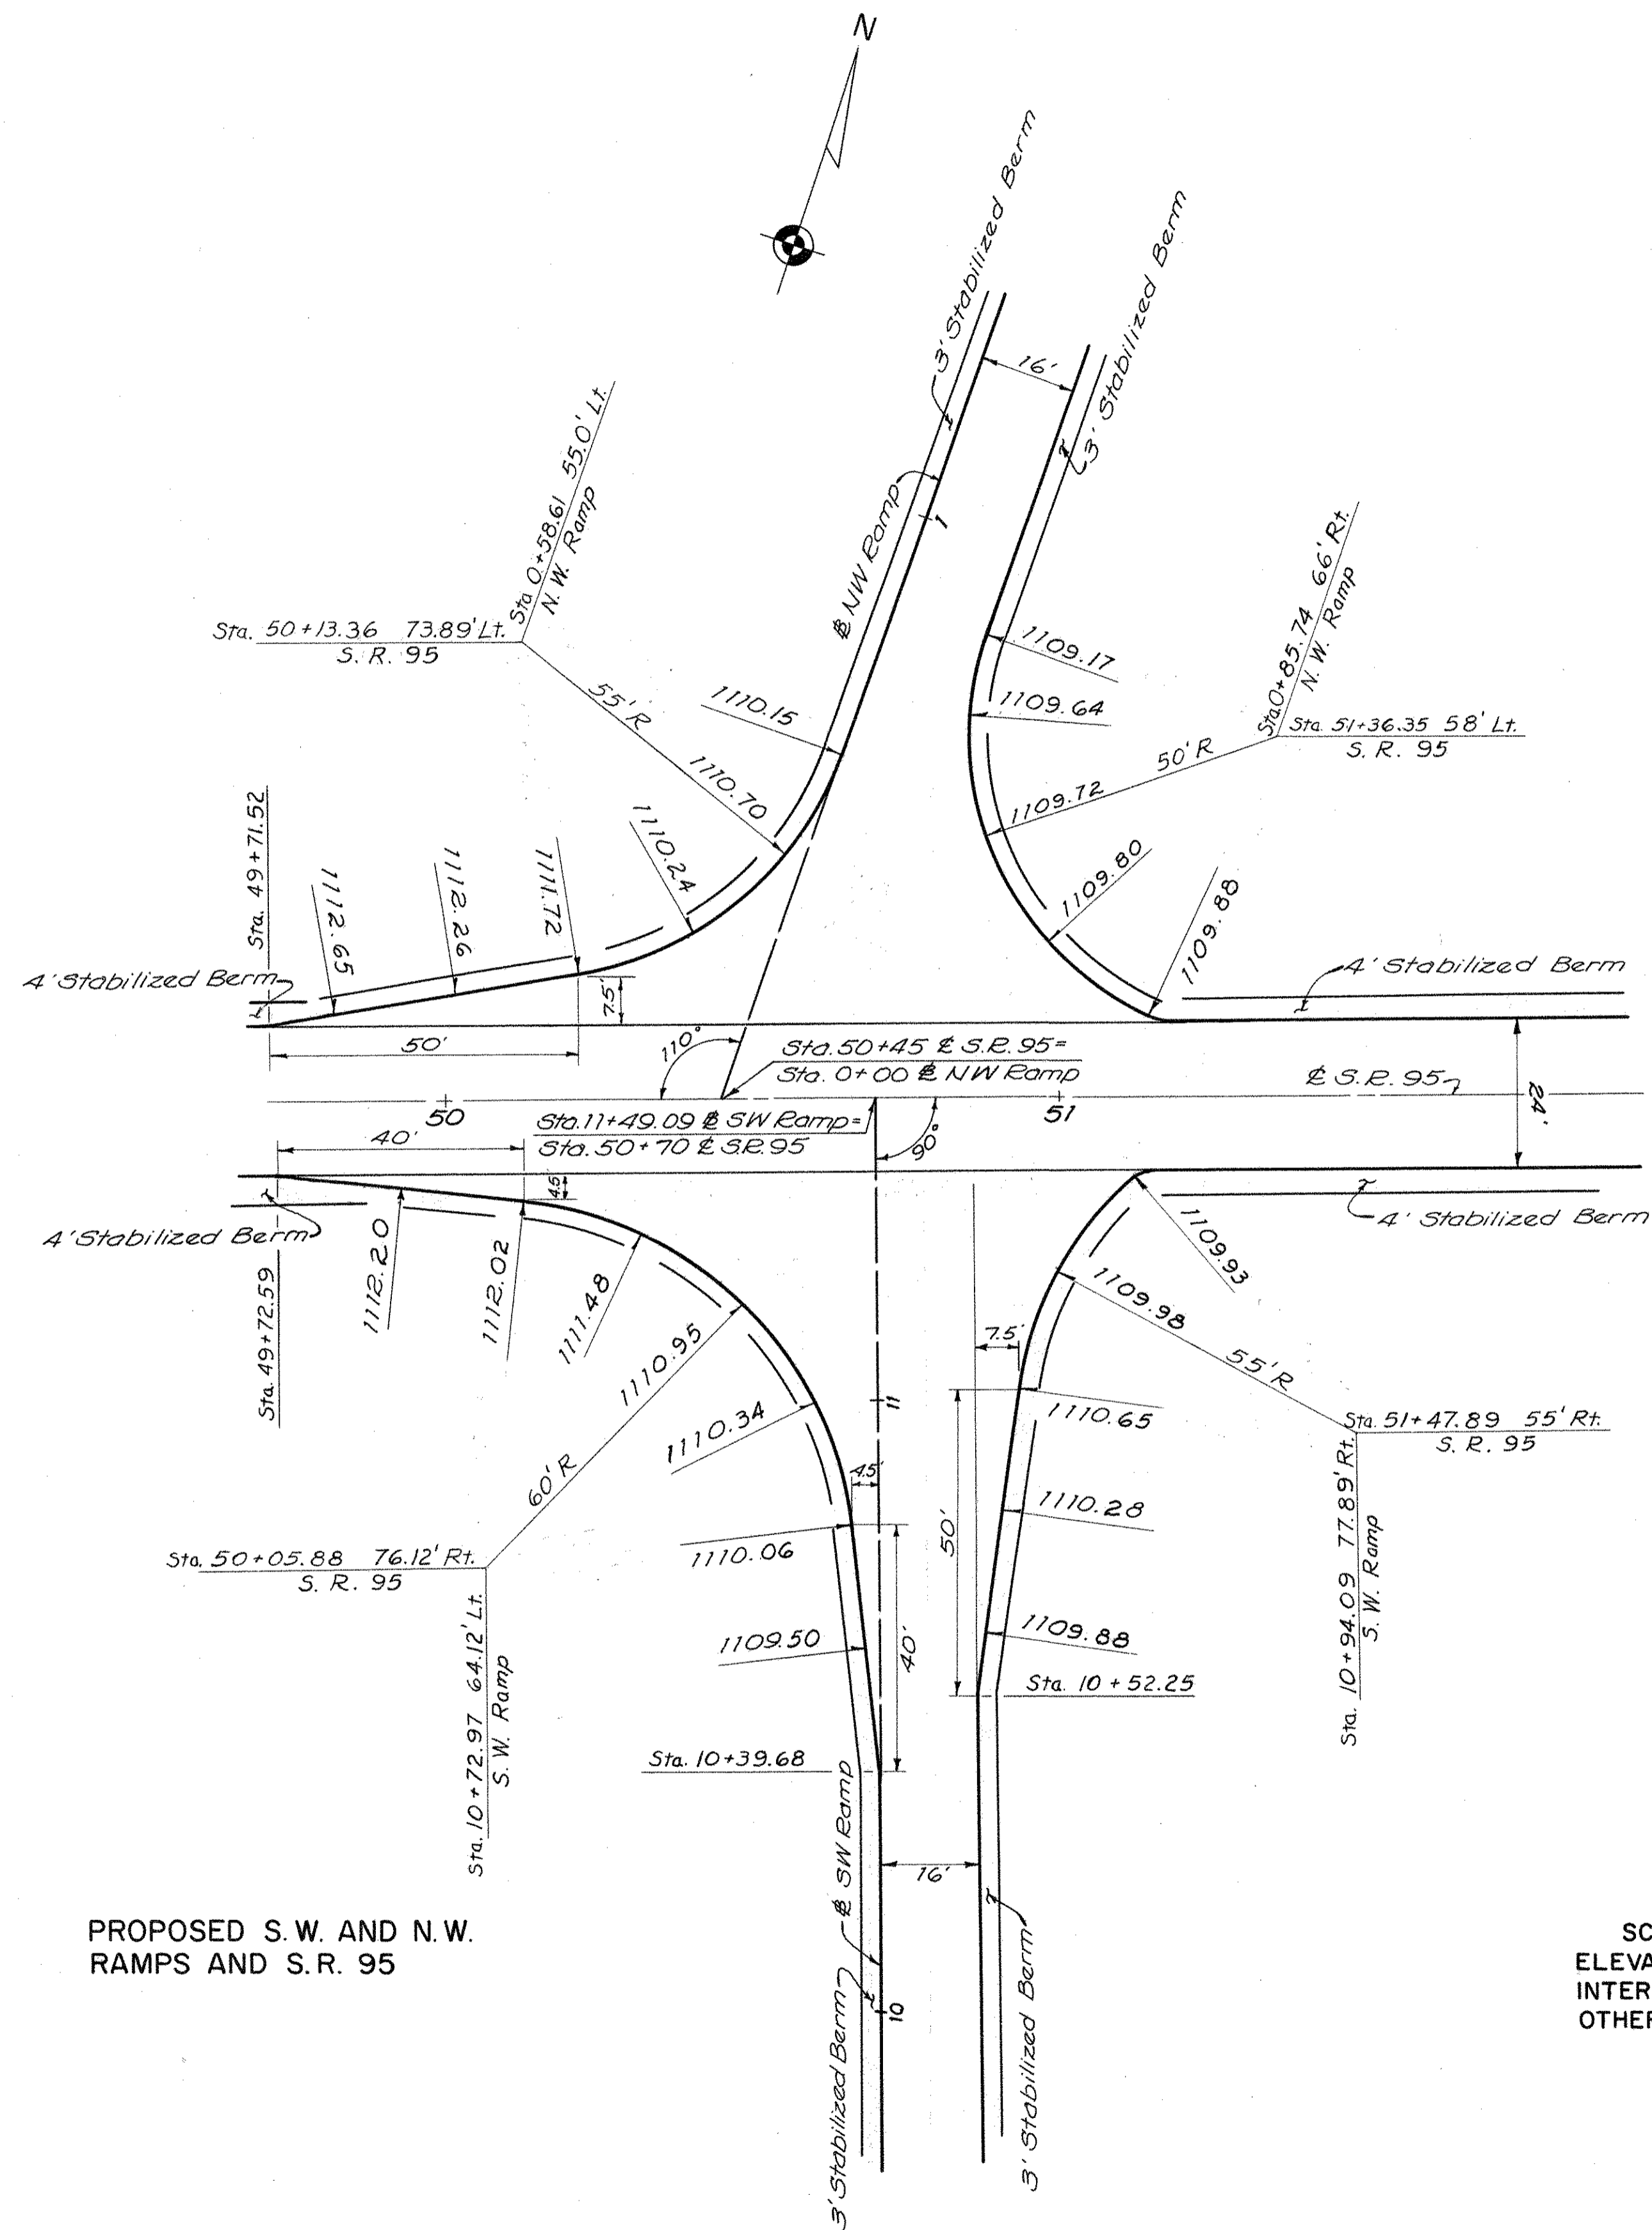 N
3' Stabilized Berm
3' Stabilized Berm
16'
Sta 0+58.61 55.0' Lt.
N. W. Ramp
Sta. 50+13.36 73.89' Lt.
S. R. 95
55' R
℄ NW Ramp
1
1109.17
1109.64
Sta. 0+85.74 66' Rt.
N. W. Ramp
Sta. 51+36.35 58' Lt.
S. R. 95
50' R
1110.15
1110.70
1110.24
1111.72
1112.26
1112.65
1109.72
1109.80
1109.88
Sta. 49+71.52
4' Stabilized Berm
4' Stabilized Berm
7.5'
50'
110°
Sta. 50+45 ℄ S.R. 95=
Sta. 0+00 ℄ NW Ramp
℄ S.R. 95
24'
50
51
Sta. 11+49.09 ℄ SW Ramp=
Sta. 50+70 ℄ S.R. 95
90°
40'
4.5'
4' Stabilized Berm
4' Stabilized Berm
Sta. 49+72.59
1112.20
1112.02
1111.48
1110.95
1110.34
60' R
1109.93
1109.98
55' R
7.5'
1110.65
11
4.5'
Sta. 51+47.89 55' Rt.
S. R. 95
Sta. 10+94.09 77.89' Rt.
S. W. Ramp
50'
1110.28
1110.06
Sta. 50+05.88 76.12' Rt.
S. R. 95
Sta. 10+72.97 64.12' Lt.
S. W. Ramp
1109.50
40'
1109.88
Sta. 10+52.25
Sta. 10+39.68
℄ SW Ramp
16'
3' Stabilized Berm
10
3' Stabilized Berm
PROPOSED S.W. AND N.W.
RAMPS AND S.R. 95
SC
ELEVA
INTER
OTHER